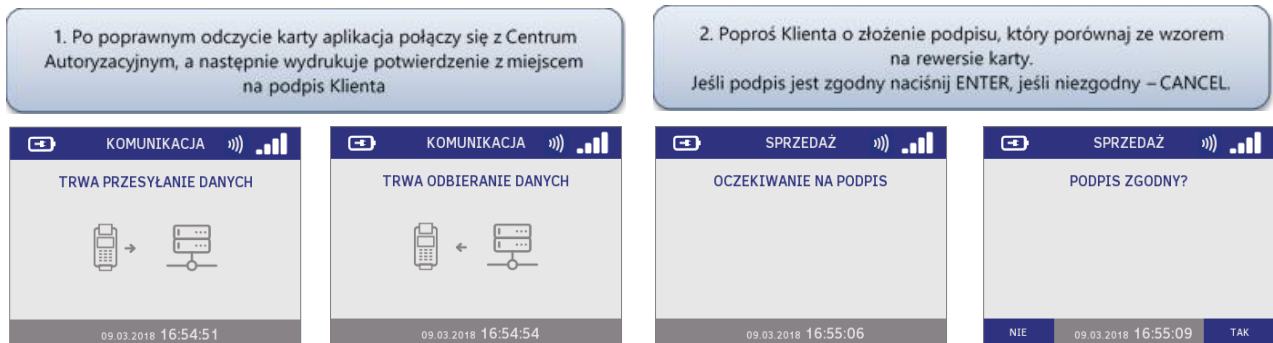 1. Po poprawnym odczycie karty aplikacja połączy się z Centrum
Autoryzacyjnym, a następnie wydrukuje potwierdzenie z miejscem
na podpis Klienta
2. Poproś Klienta o złożenie podpisu, który porównaj ze wzorem
na rewersie karty.
Jeśli podpis jest zgodny naciśnij ENTER, jeśli niezgodny – CANCEL.
KOMUNIKACJA
TRWA PRZESYŁANIE DANYCH
09.03.2018 16:54:51
KOMUNIKACJA
TRWA ODBIERANIE DANYCH
09.03.2018 16:54:54
SPRZEDAŻ
OCZEKIWANIE NA PODPIS
09.03.2018 16:55:06
SPRZEDAŻ
PODPIS ZGODNY?
NIE 09.03.2018 16:55:09 TAK